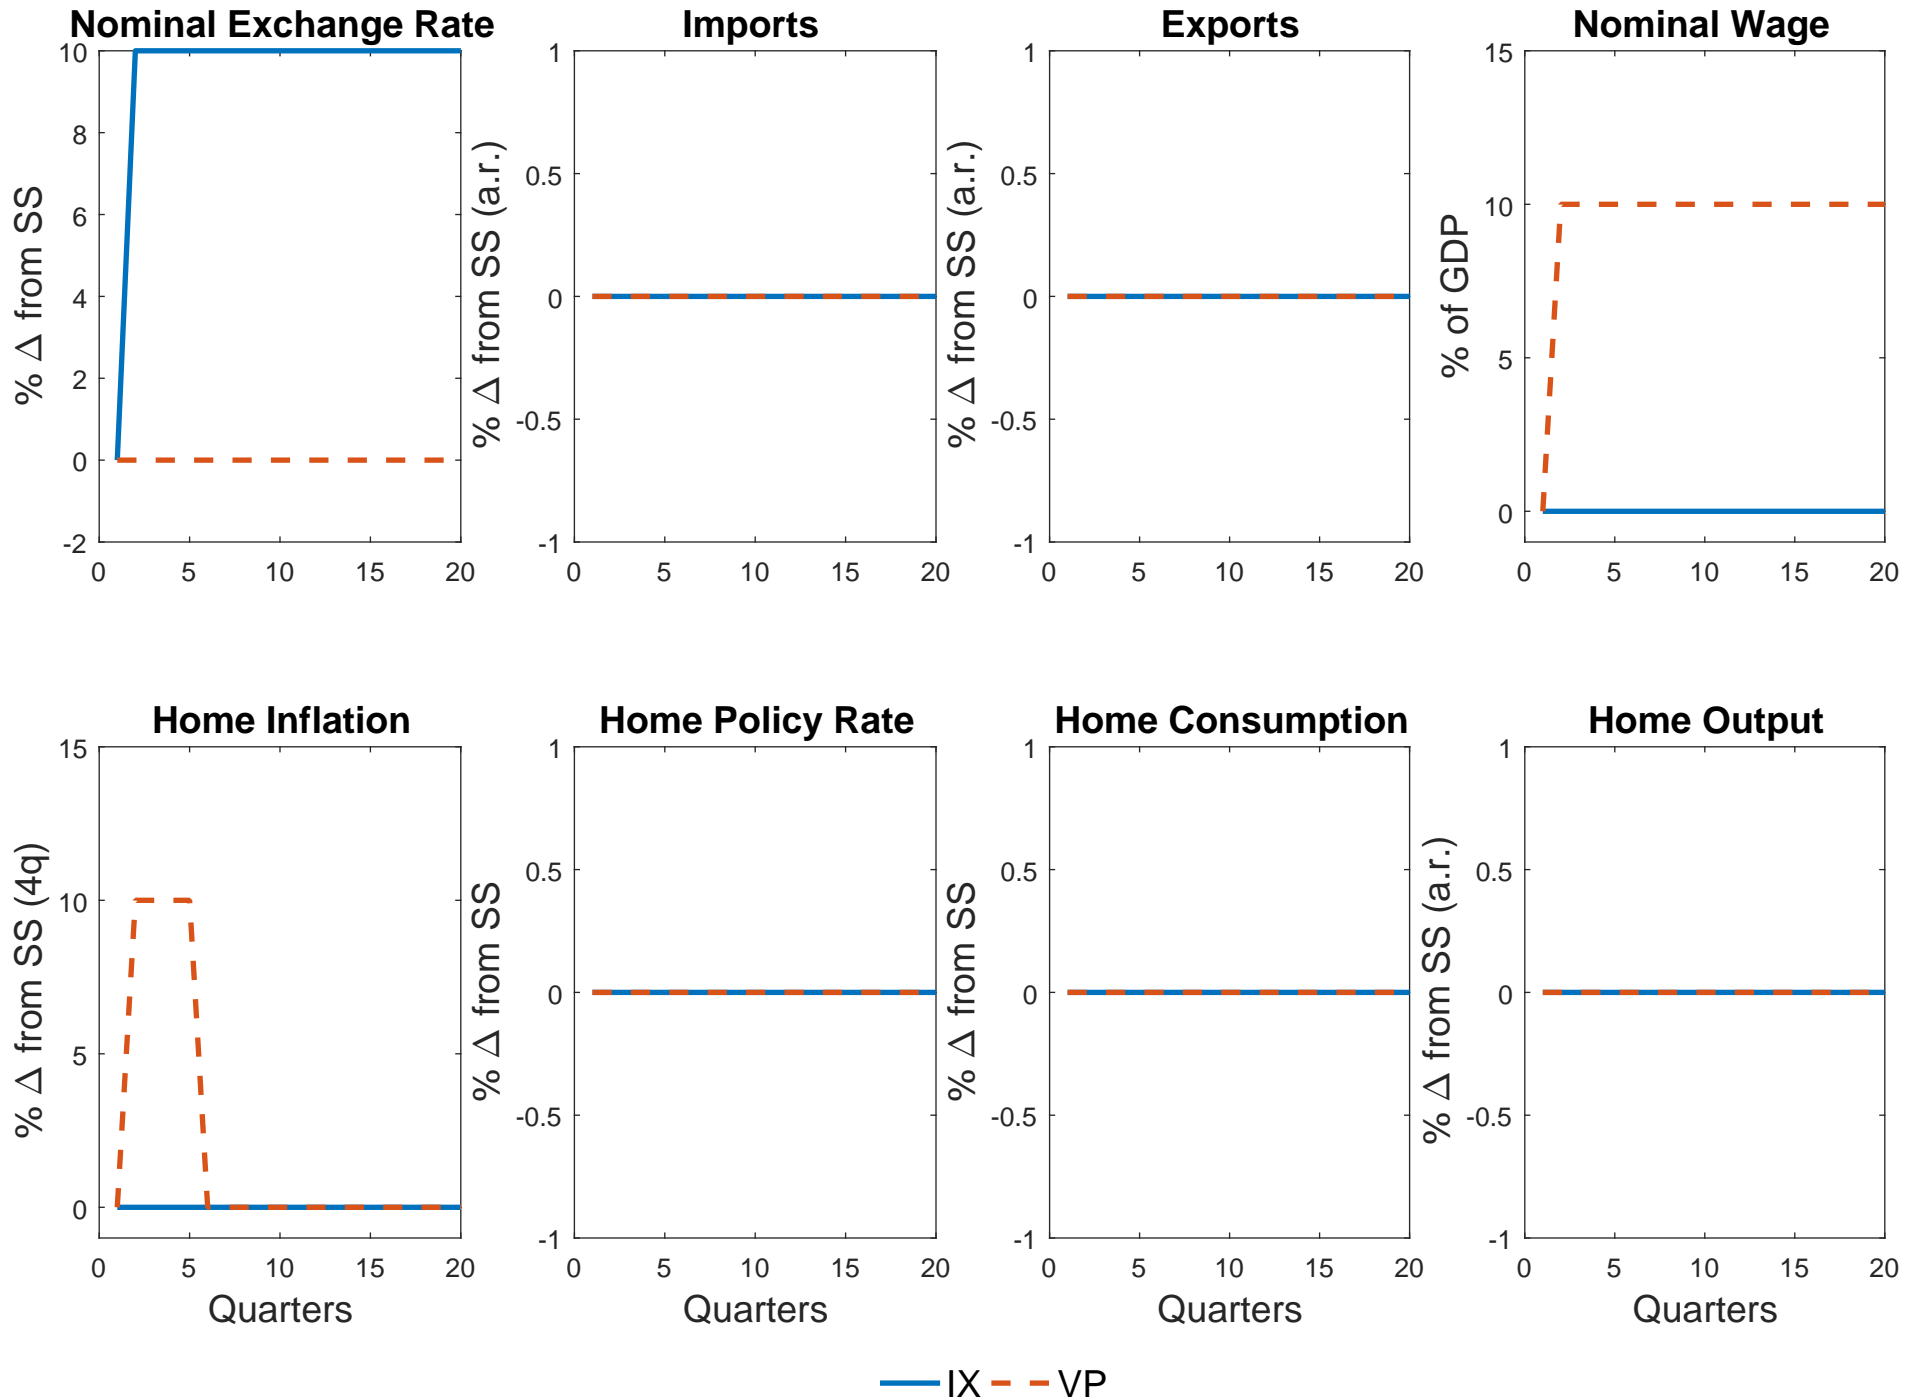 Nominal Exchange Rate
% Δ from SS
10
8
6
4
2
0
-2
0 5 10 15 20
Imports
% Δ from SS (a.r.)
1
0.5
0
-0.5
-1
0 5 10 15 20
Exports
% Δ from SS (a.r.)
1
0.5
0
-0.5
-1
0 5 10 15 20
Nominal Wage
% of GDP
15
10
5
0
0 5 10 15 20
Home Inflation
% Δ from SS (4q)
15
10
5
0
0 5 10 15 20
Quarters
Home Policy Rate
% Δ from SS
1
0.5
0
-0.5
-1
0 5 10 15 20
Quarters
Home Consumption
% Δ from SS
1
0.5
0
-0.5
-1
0 5 10 15 20
Quarters
Home Output
% Δ from SS (a.r.)
1
0.5
0
-0.5
-1
0 5 10 15 20
Quarters
IX VP